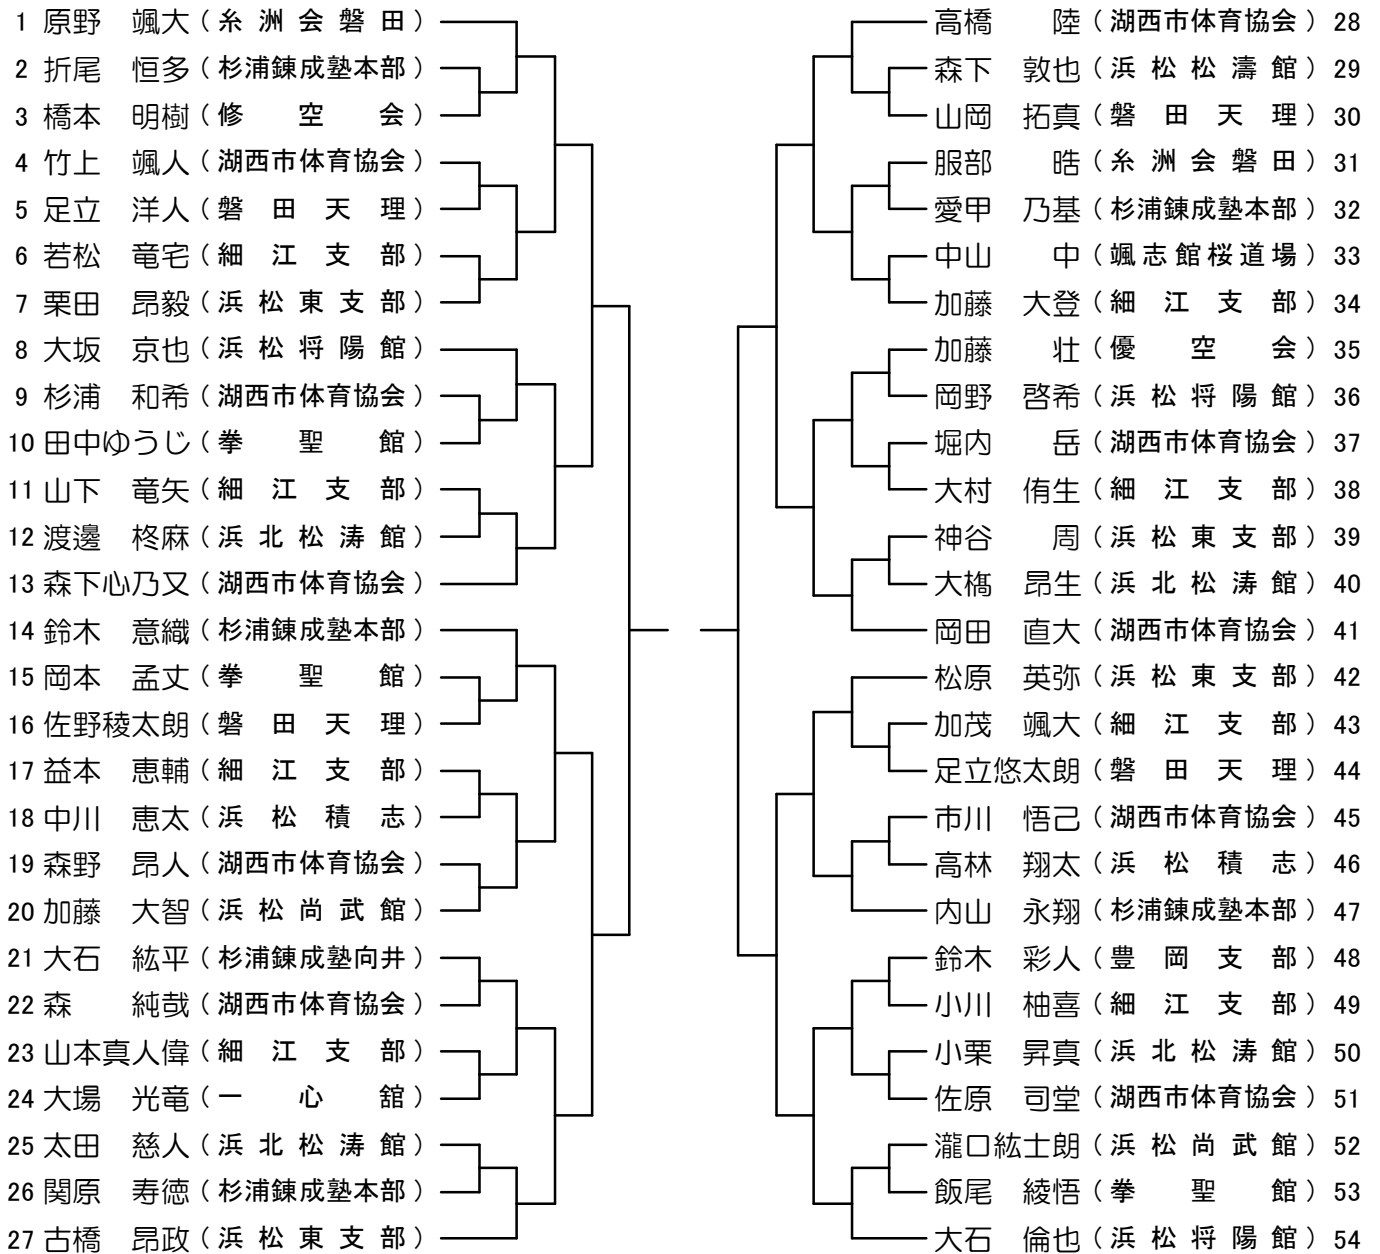 1 原野　颯大（糸洲会磐田）
2 折尾　恒多（杉浦錬成塾本部）
3 橋本　明樹（修空会）
4 竹上　颯人（湖西市体育協会）
5 足立　洋人（磐田天理）
6 若松　竜宅（細江支部）
7 栗田　昂毅（浜松東支部）
8 大坂　京也（浜松将陽館）
9 杉浦　和希（湖西市体育協会）
10 田中ゆうじ（拳聖館）
11 山下　竜矢（細江支部）
12 渡邊　柊麻（浜北松涛館）
13 森下心乃又（湖西市体育協会）
14 鈴木　意織（杉浦錬成塾本部）
15 岡本　孟丈（拳聖館）
16 佐野稜太朗（磐田天理）
17 益本　恵輔（細江支部）
18 中川　恵太（浜松積志）
19 森野　昂人（湖西市体育協会）
20 加藤　大智（浜松尚武館）
21 大石　紘平（杉浦錬成塾向井）
22 森　　純哉（湖西市体育協会）
23 山本真人偉（細江支部）
24 大場　光竜（一心舘）
25 太田　慈人（浜北松涛館）
26 関原　寿徳（杉浦錬成塾本部）
27 古橋　昂政（浜松東支部）
高橋　　陸（湖西市体育協会）28
森下　敦也（浜松松濤館）29
山岡　拓真（磐田天理）30
服部　　晧（糸洲会磐田）31
愛甲　乃基（杉浦錬成塾本部）32
中山　　中（颯志館桜道場）33
加藤　大登（細江支部）34
加藤　　壮（優空会）35
岡野　啓希（浜松将陽館）36
堀内　　岳（湖西市体育協会）37
大村　侑生（細江支部）38
神谷　　周（浜松東支部）39
大橋　昂生（浜北松涛館）40
岡田　直大（湖西市体育協会）41
松原　英弥（浜松東支部）42
加茂　颯大（細江支部）43
足立悠太朗（磐田天理）44
市川　悟己（湖西市体育協会）45
高林　翔太（浜松積志）46
内山　永翔（杉浦錬成塾本部）47
鈴木　彩人（豊岡支部）48
小川　柚喜（細江支部）49
小栗　昇真（浜北松涛館）50
佐原　司堂（湖西市体育協会）51
瀧口紘士朗（浜松尚武館）52
飯尾　綾悟（拳聖館）53
大石　倫也（浜松将陽館）54